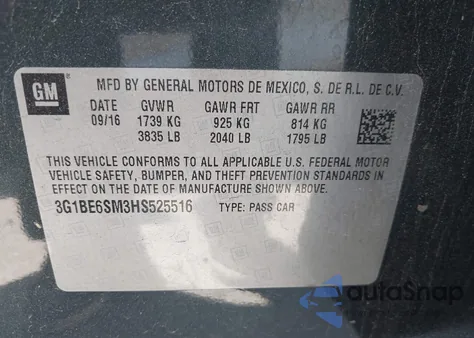 GM
MFD BY GENERAL MOTORS DE MEXICO, S. DE R.L. DE C.V.
DATE GVWR GAWR FRT GAWR RR
09/16 1739 KG 925 KG 814 KG
3835 LB 2040 LB 1795 LB
THIS VEHICLE CONFORMS TO ALL APPLICABLE U.S. FEDERAL MOTOR
VEHICLE SAFETY, BUMPER, AND THEFT PREVENTION STANDARDS IN
EFFECT ON THE DATE OF MANUFACTURE SHOWN ABOVE.
3G1BE6SM3HS525516 TYPE: PASS CAR
autoSnap